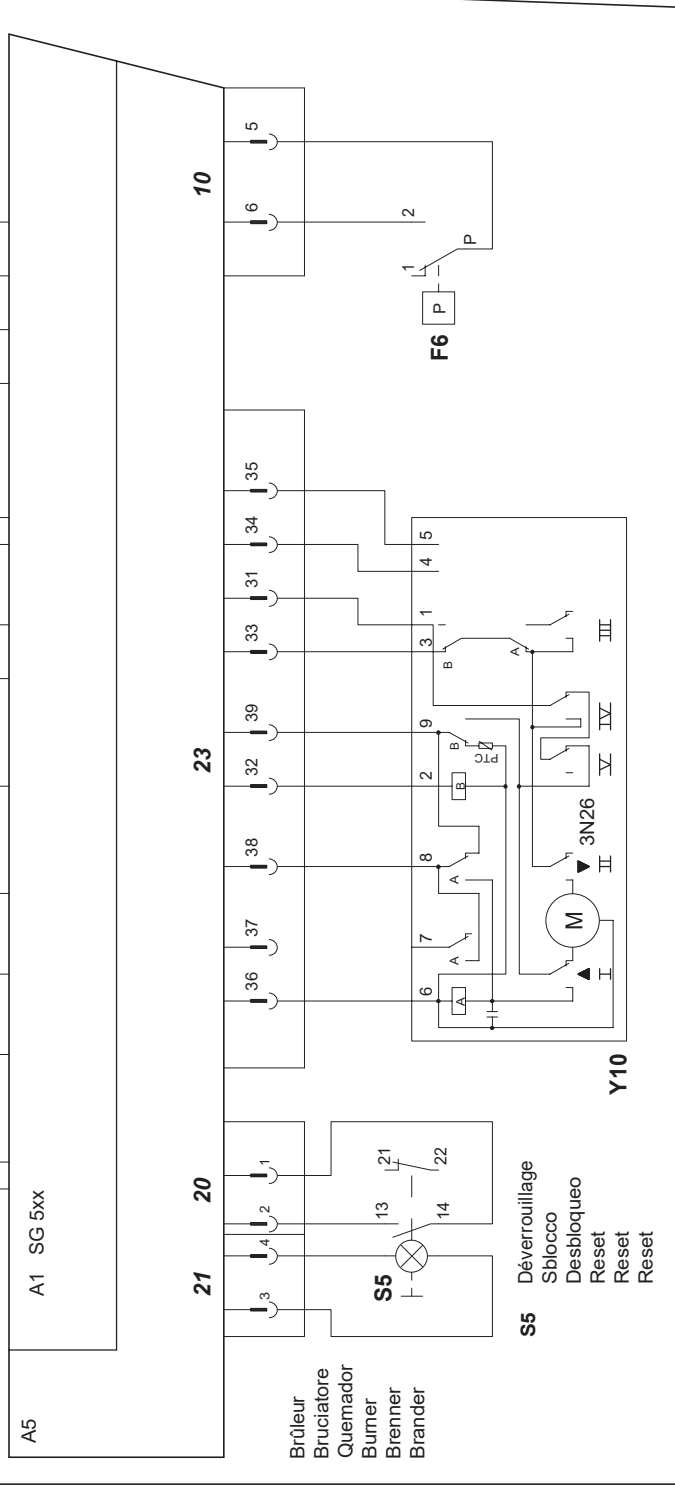 A5
A1 SG 5xx
21
20
23
10
3
4
2
1
36
37
38
32
39
33
31
34
35
6
5
Brûleur
Bruciatore
Quemador
Burner
Brenner
Brander
S5
13
14
21
22
S5
Déverrouillage
Sblocco
Desbloqueo
Reset
Reset
Reset
6
7
8
2
9
3
1
4
5
A
A
A
B
B
PTC
B
A
M
I
II
3N26
V
IV
III
Y10
F6
P
1
2
P